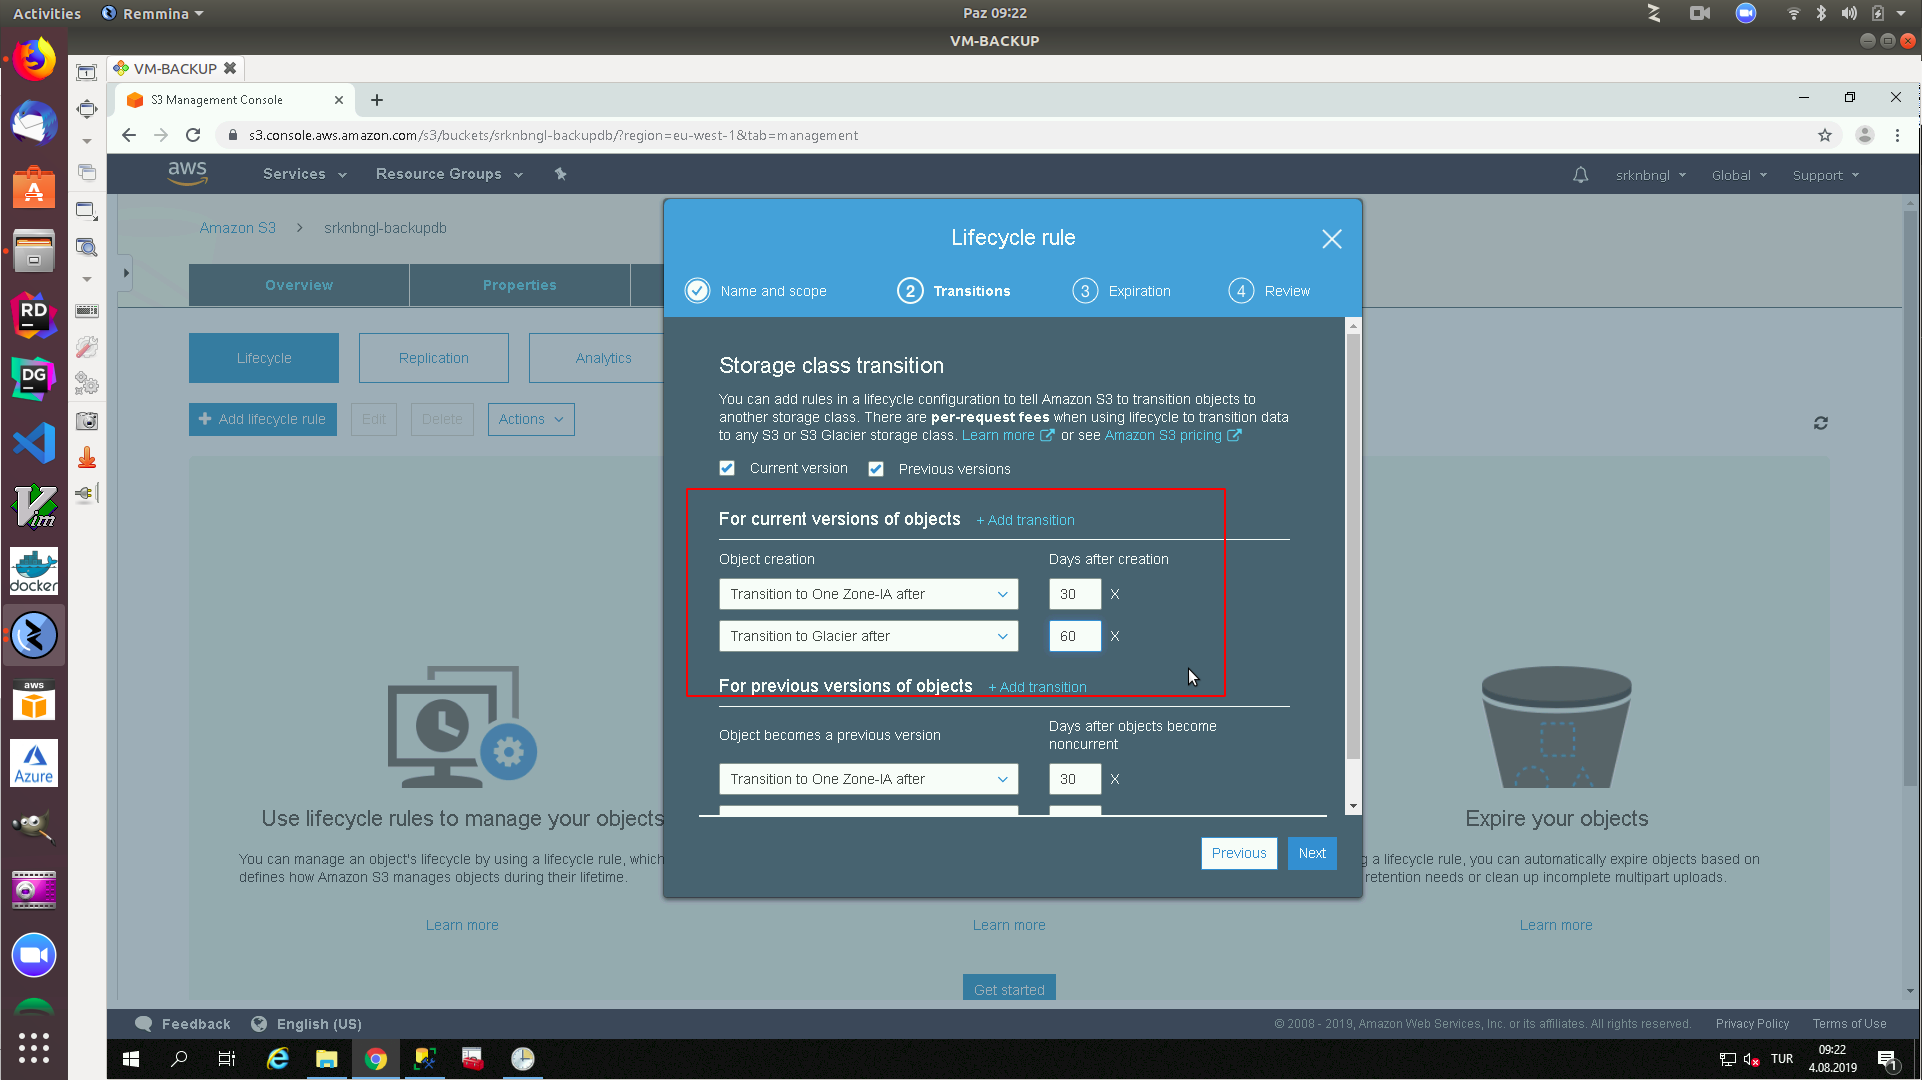 Activities
Remmina
Paz 09:22
VM-BACKUP
VM-BACKUP
S3 Management Console
s3.console.aws.amazon.com/s3/buckets/srknbngl-backupdb/?region=eu-west-1&tab=management
aws
Services
Resource Groups
srknbngl
Global
Support
Amazon S3
srknbngl-backupdb
Overview
Properties
Lifecycle
Replication
Analytics
+ Add lifecycle rule
Edit
Delete
Actions
Lifecycle rule
Name and scope
2 Transitions
3 Expiration
4 Review
Storage class transition
You can add rules in a lifecycle configuration to tell Amazon S3 to transition objects to
another storage class. There are per-request fees when using lifecycle to transition data
to any S3 or S3 Glacier storage class. Learn more or see Amazon S3 pricing
Current version
Previous versions
For current versions of objects + Add transition
Object creation
Days after creation
Transition to One Zone-IA after
30 X
Transition to Glacier after
60 X
For previous versions of objects + Add transition
Object becomes a previous version
Days after objects become
noncurrent
Transition to One Zone-IA after
30 X
Previous
Next
Use lifecycle rules to manage your objects
You can manage an object's lifecycle by using a lifecycle rule, which
defines how Amazon S3 manages objects during their lifetime.
Learn more
Learn more
Get started
Expire your objects
g a lifecycle rule, you can automatically expire objects based on
retention needs or clean up incomplete multipart uploads.
Learn more
Feedback
English (US)
© 2008 - 2019, Amazon Web Services, Inc. or its affiliates. All rights reserved.
Privacy Policy
Terms of Use
TUR
09:22
4.08.2019
1
RD
DG
Vim
docker
aws
Azure